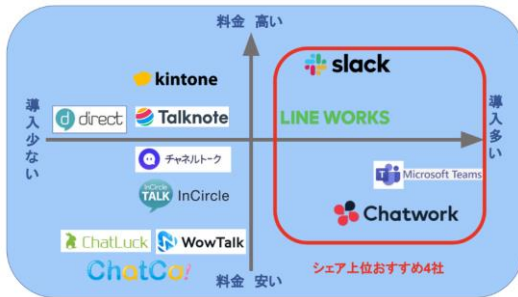 料金 高い
slack
kintone
導入少ない
direct
Talknote
LINE WORKS
導入多い
チャネルトーク
Microsoft Teams
InCircle
TALK
InCircle
Chatwork
ChatLuck
WowTalk
ChatCo!
料金 安い
シェア上位おすすめ4社